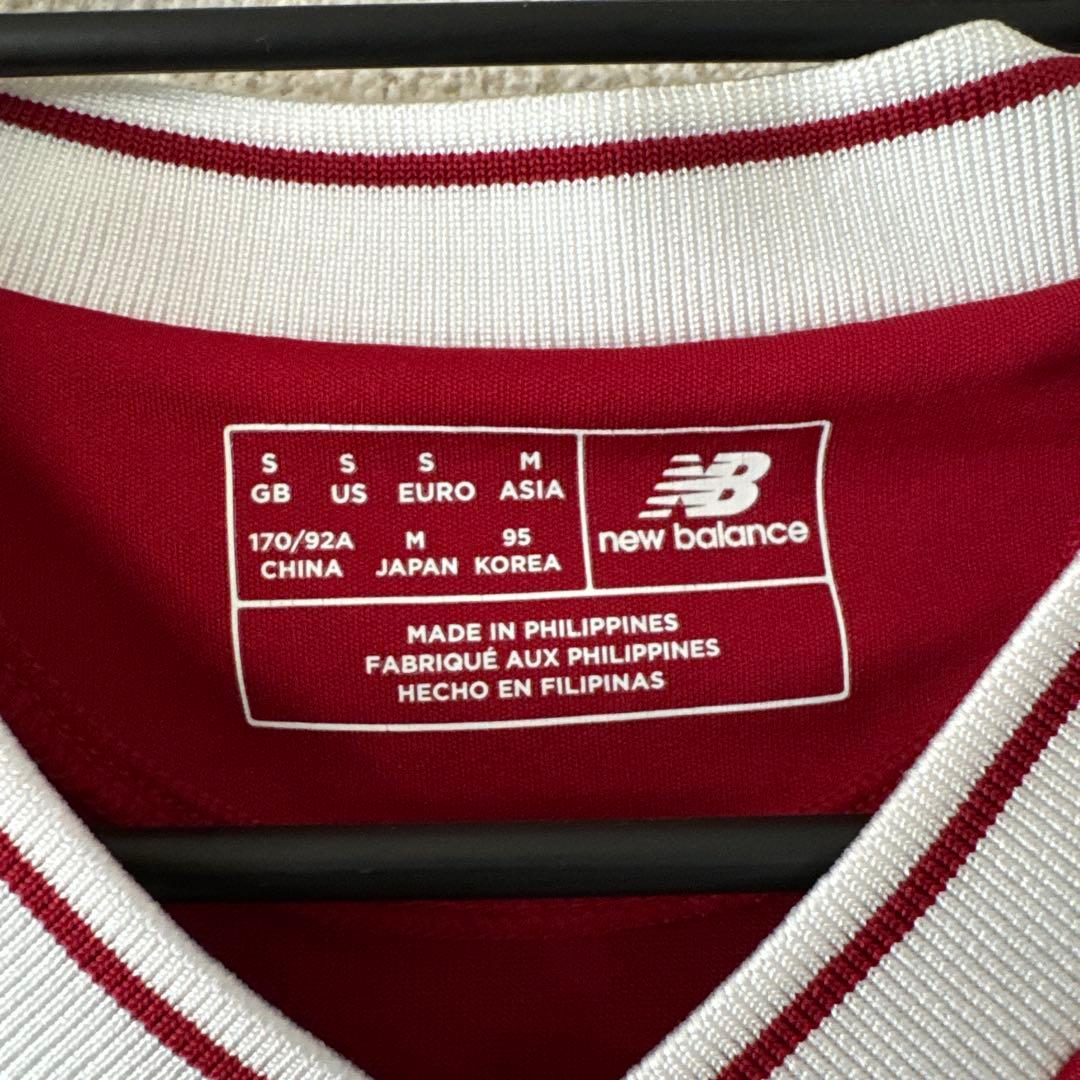 S S S M
GB US EURO ASIA
170/92A M 95
CHINA JAPAN KOREA
NB
new balance
MADE IN PHILIPPINES
FABRIQUÉ AUX PHILIPPINES
HECHO EN FILIPINAS